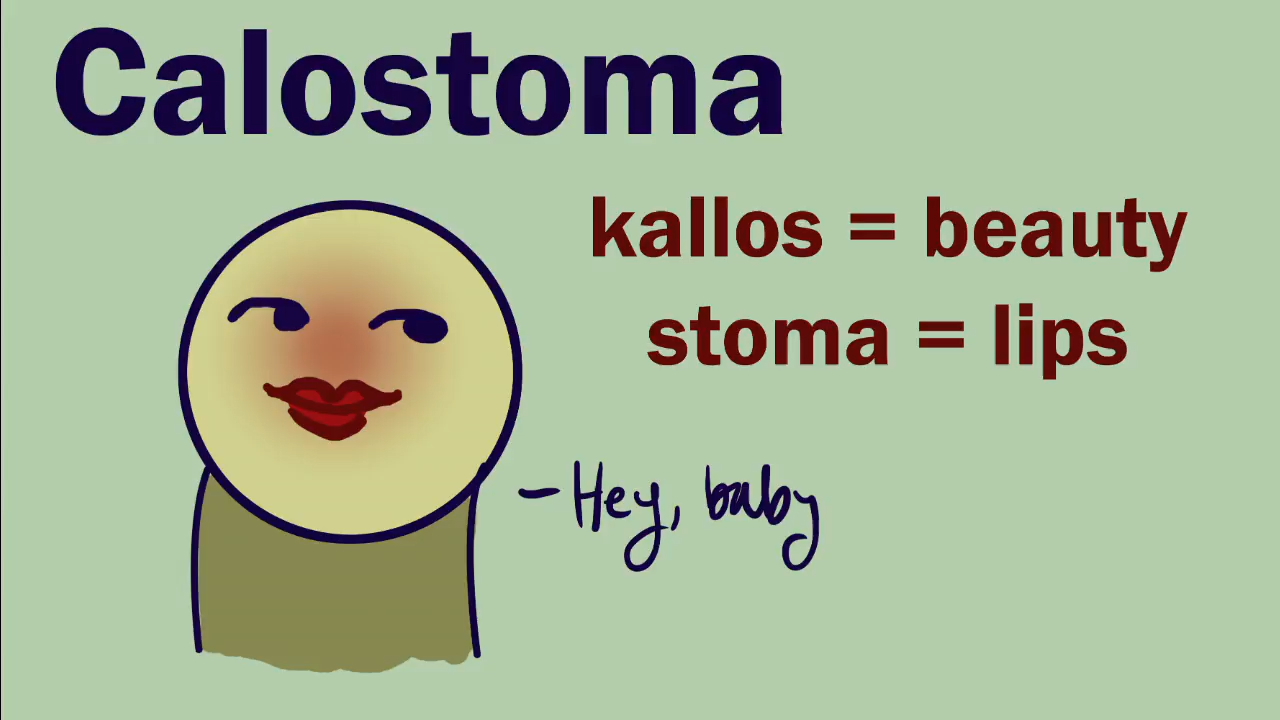 Calostoma
kallos = beauty
stoma = lips
- Hey, baby